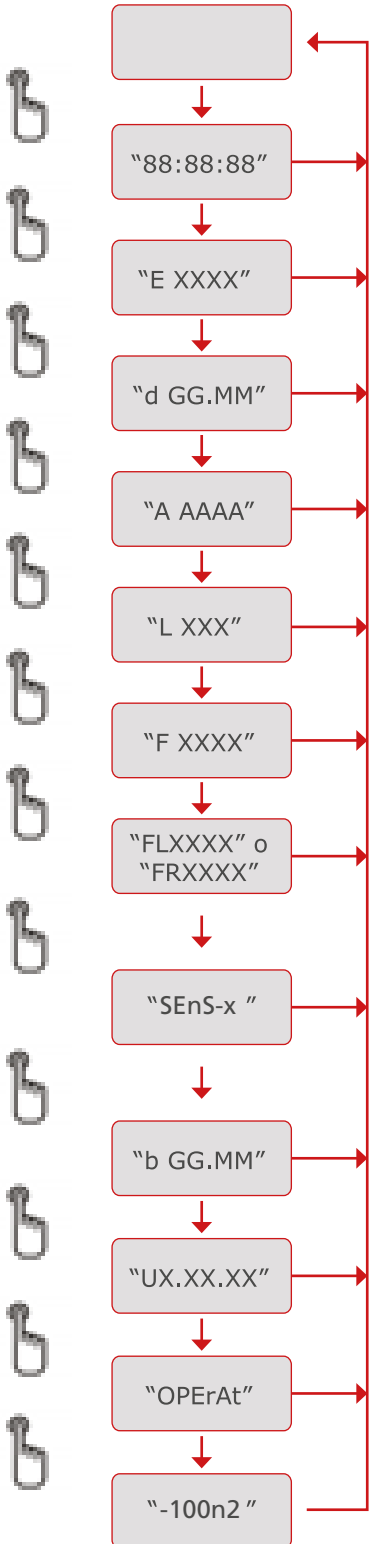 “88:88:88”
“E XXXX”
“d GG.MM”
“A AAAA”
“L XXX”
“F XXXX”
“FLXXXX” o
“FRXXXX”
“SEnS-x ”
“b GG.MM”
“UX.XX.XX”
“OPErAt”
“-100n2 ”